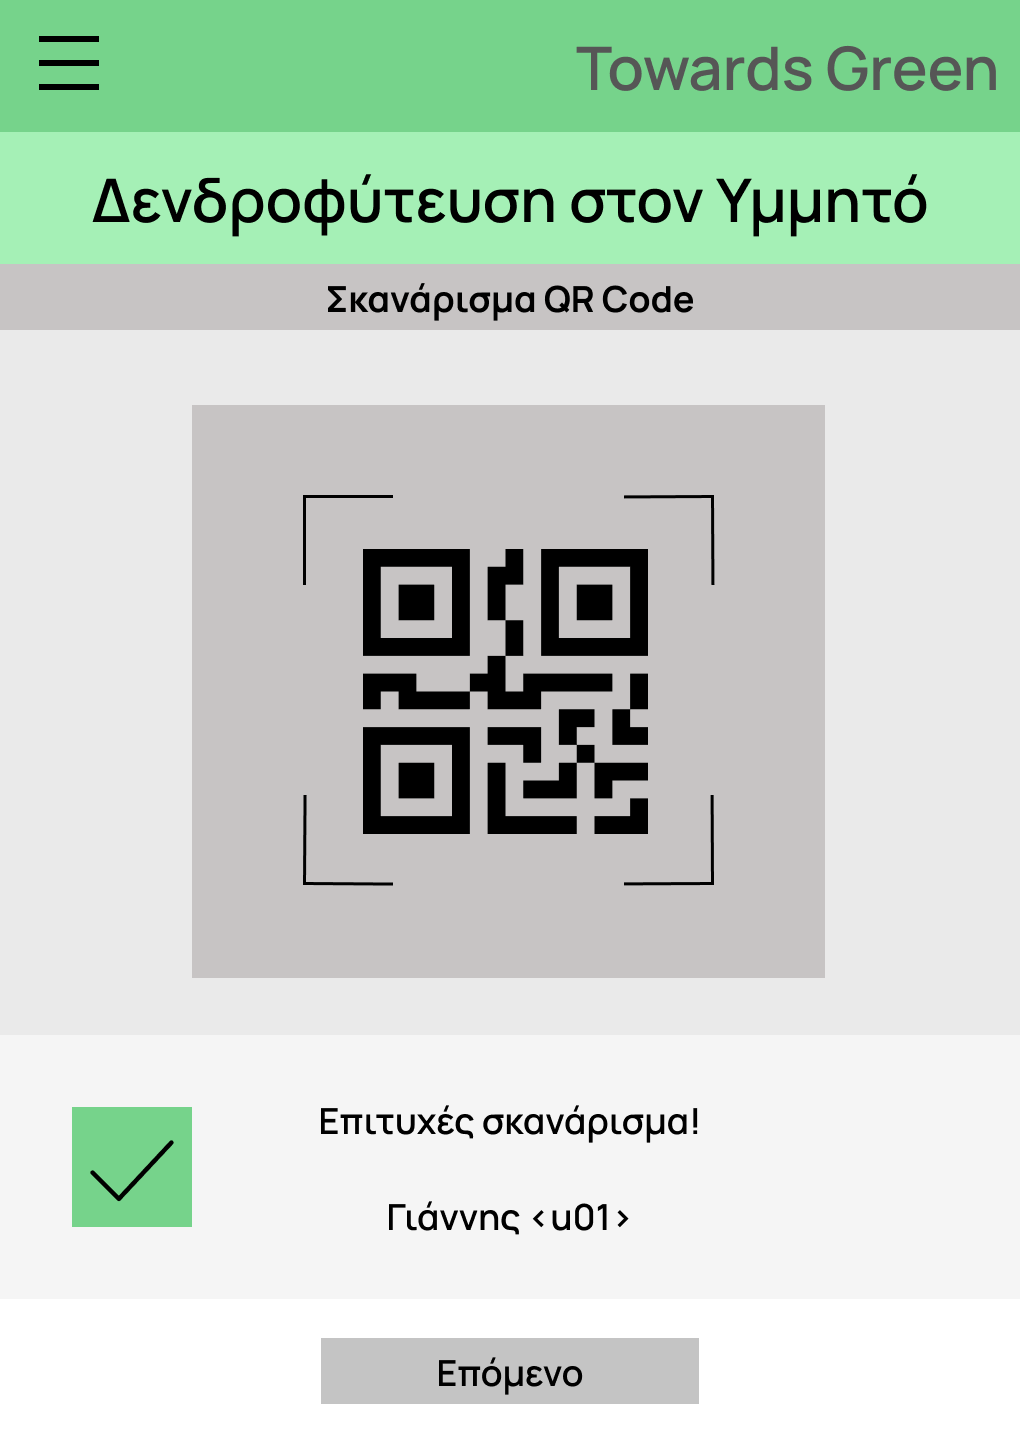 Towards Green
Δενδροφύτευση στον Υμμητό
Σκανάρισμα QR Code
Επιτυχές σκανάρισμα!
Γιάννης <u01>
Επόμενο